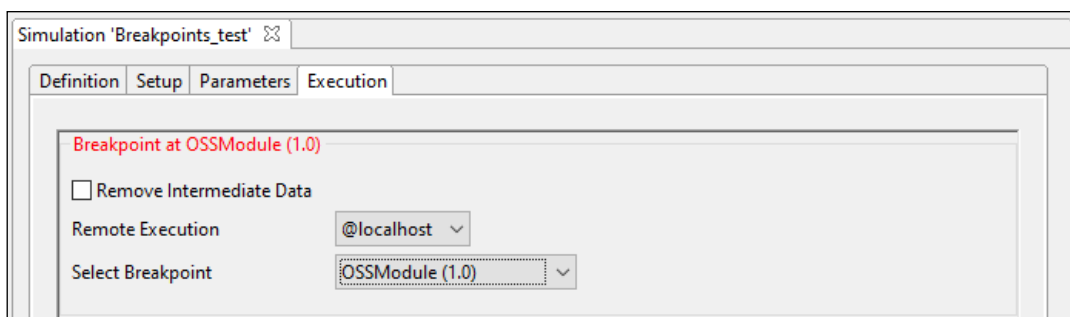 Simulation 'Breakpoints_test'
Definition Setup Parameters Execution
Breakpoint at OSSModule (1.0)
Remove Intermediate Data
Remote Execution @localhost
Select Breakpoint OSSModule (1.0)